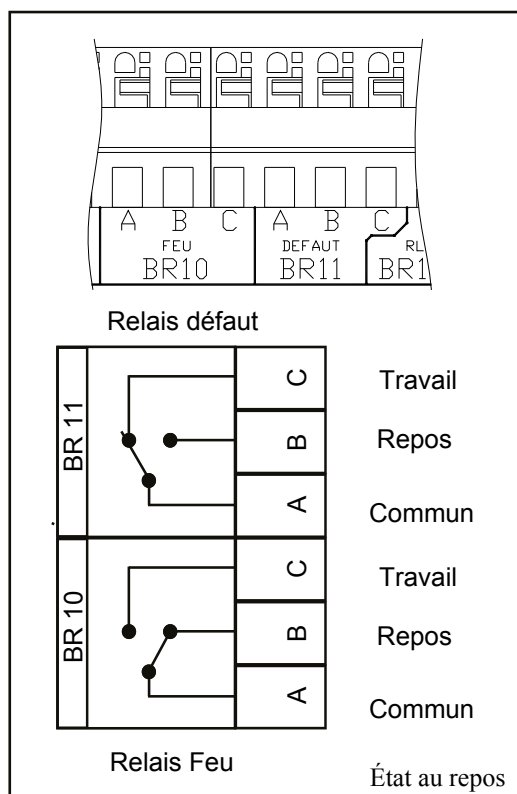 A B C A B C
FEU DEFAUT RL
BR10 BR11 BR1
Relais défaut
BR 11
C Travail
B Repos
A Commun
BR 10
C Travail
B Repos
A Commun
Relais Feu
État au repos